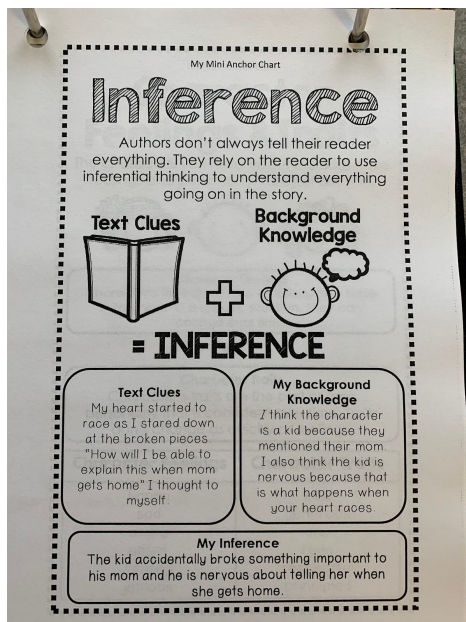 My Mini Anchor Chart
Inference
Authors don't always tell their reader
everything. They rely on the reader to use
inferential thinking to understand everything
going on in the story.
Text Clues
Background
Knowledge
+
= INFERENCE
Text Clues
My heart started to
race as I stared down
at the broken pieces.
"How will I be able to
explain this when mom
gets home" I thought to
myself.
My Background
Knowledge
I think the character
is a kid because they
mentioned their mom.
I also think the kid is
nervous because that
is what happens when
your heart races.
My Inference
The kid accidentally broke something important to
his mom and he is nervous about telling her when
she gets home.